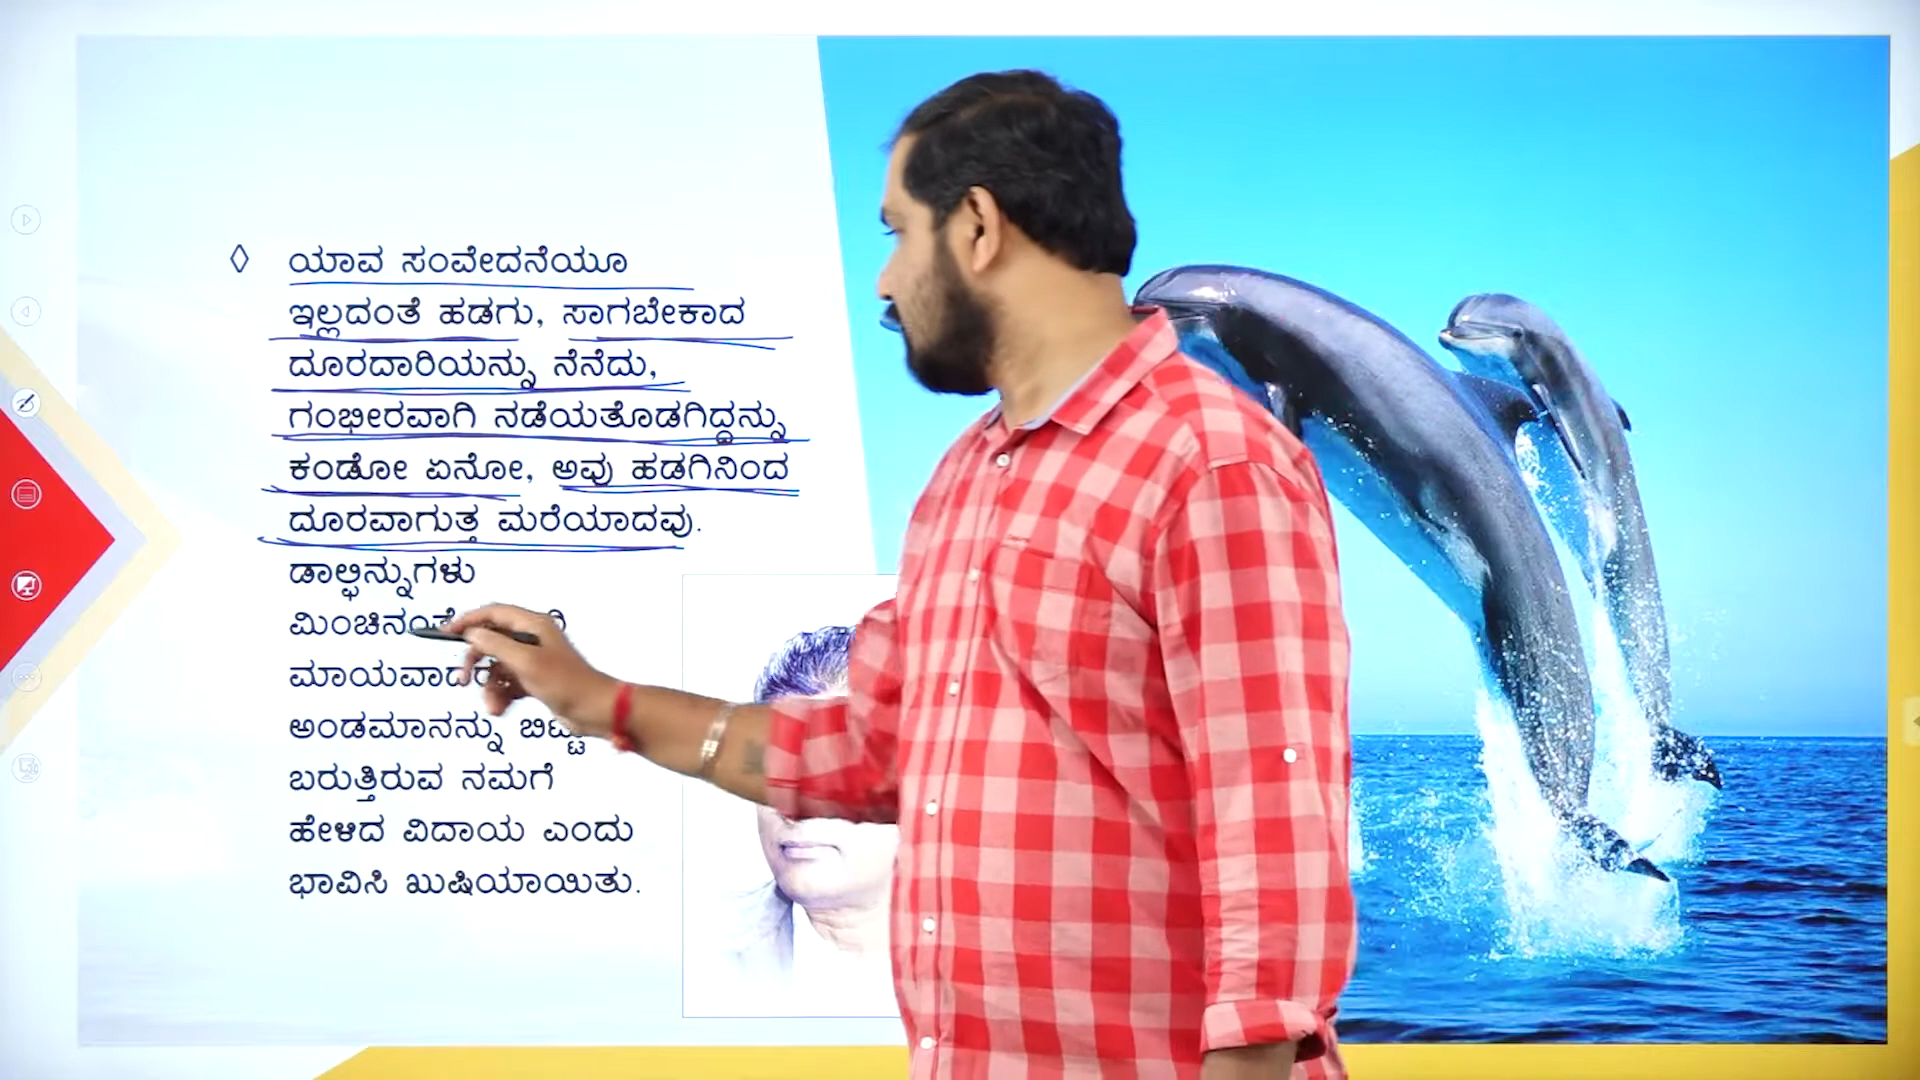 ಯಾವ ಸಂವೇದನೆಯೂ
ಇಲ್ಲದಂತೆ ಹಡಗು, ಸಾಗಬೇಕಾದ
ದೂರದಾರಿಯನ್ನು ನೆನೆದು,
ಗಂಭೀರವಾಗಿ ನಡೆಯತೊಡಗಿದ್ದನ್ನು
ಕಂಡೋ ಏನೋ, ಅವು ಹಡಗಿನಿಂದ
ದೂರವಾಗುತ್ತ ಮರೆಯಾದವು.
ಡಾಲ್ಫಿನ್ನುಗಳು
ಮಿಂಚಿನಂತೆ
ಅಂಡಮಾನನ್ನು ಬಿಟ್ಟು
ಬರುತ್ತಿರುವ ನಮಗೆ
ಹೇಳಿದ ವಿದಾಯ ಎಂದು
ಭಾವಿಸಿ ಖುಷಿಯಾಯಿತು.